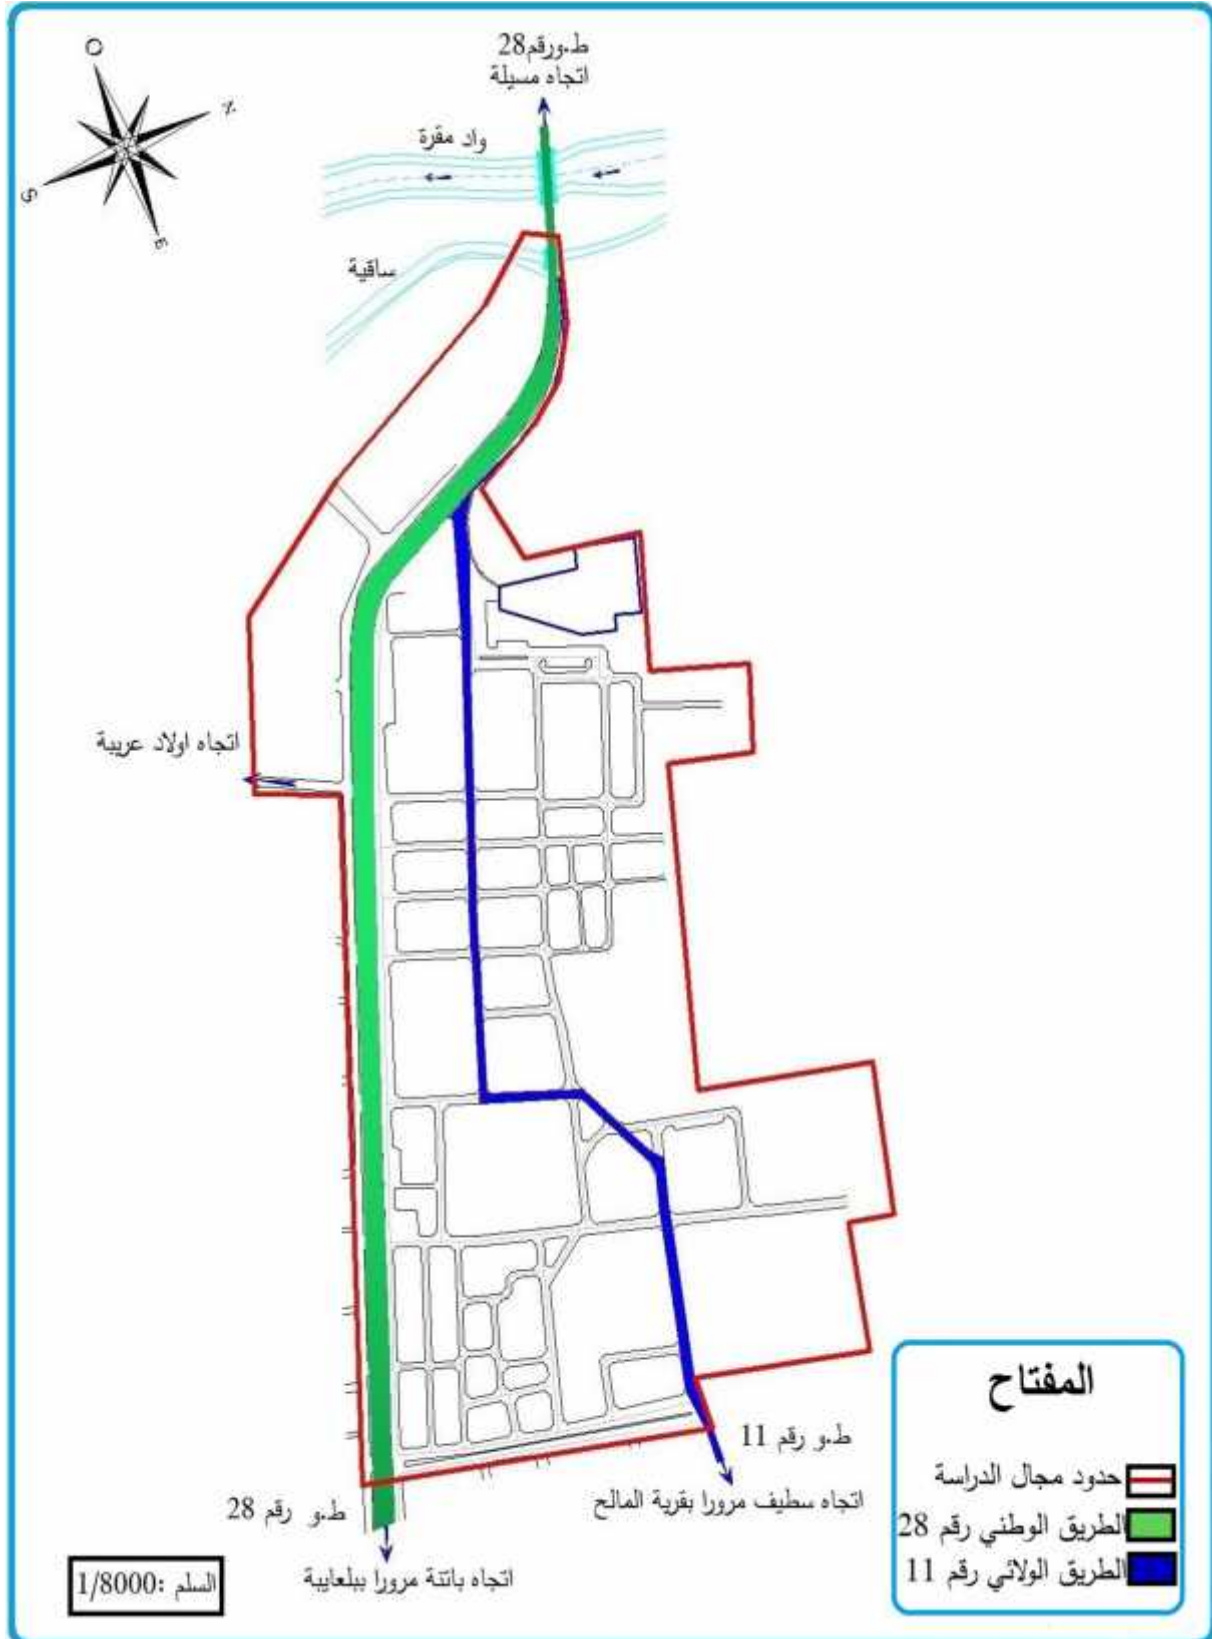 ط.ورقم28
اتجاه مسيلة
واد مقرة
ساقية
O
N
S
E
اتجاه اولاد عريبة
ط.و رقم 11
اتجاه سطيف مرورا بقرية المالح
ط.و رقم 28
اتجاه باتنة مرورا ببلعايبة
السلم :1/8000
المفتاح
حدود مجال الدراسة
الطريق الوطني رقم 28
الطريق الولائي رقم 11